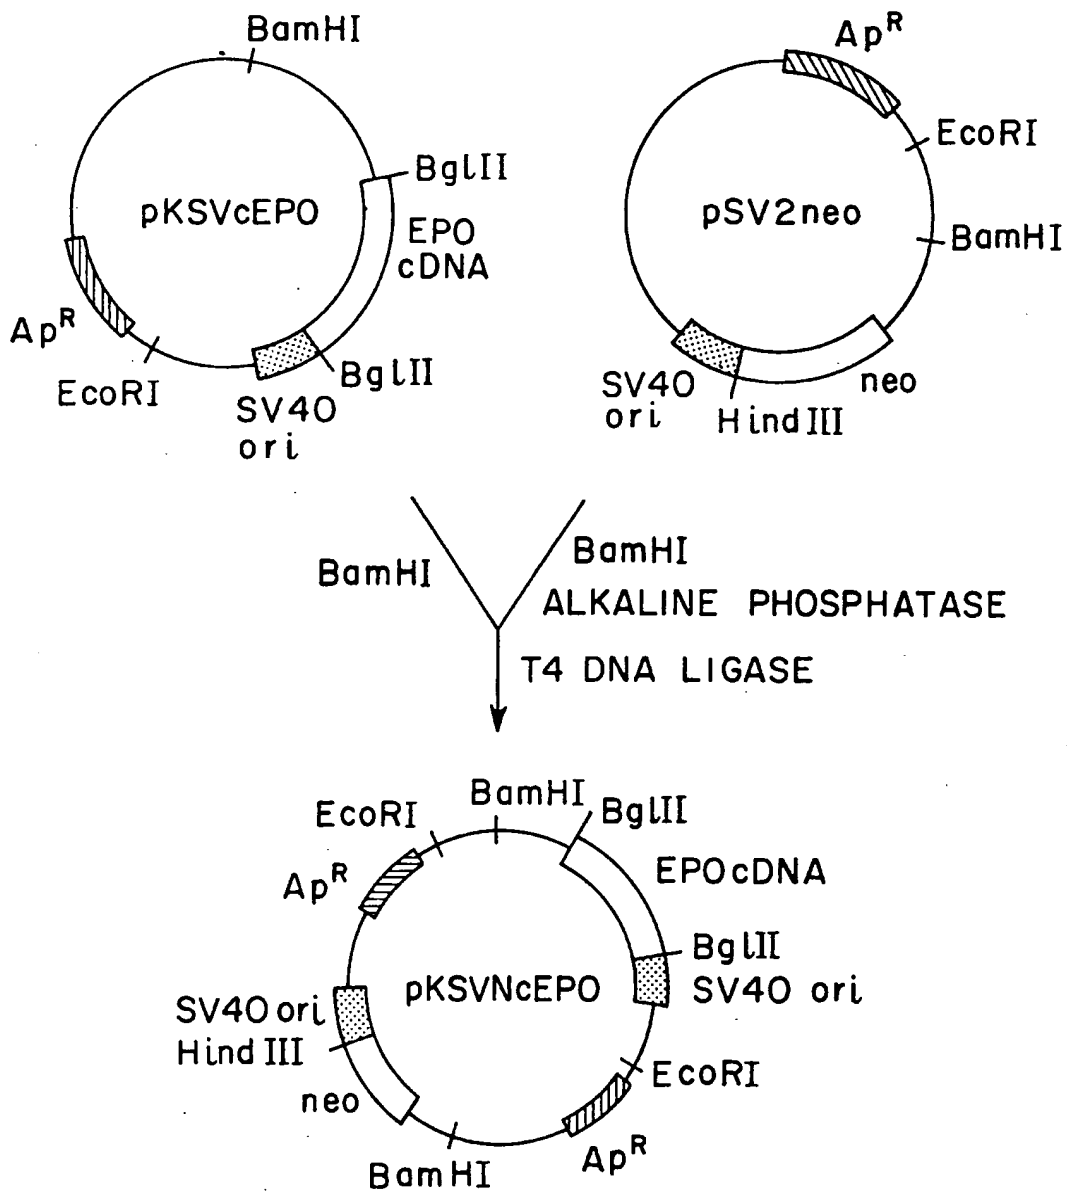 BamHI
BglII
pKSVcEPO
EPO
cDNA
ApR
EcoRI
BglII
SV40
ori
ApR
EcoRI
pSV2neo
BamHI
SV40
ori
HindIII
neo
BamHI
BamHI
ALKALINE PHOSPHATASE
T4 DNA LIGASE
BamHI
EcoRI
BglII
ApR
EPOcDNA
BglII
pKSVNcEPO
SV40 ori
SV40 ori
HindIII
EcoRI
neo
ApR
BamHI